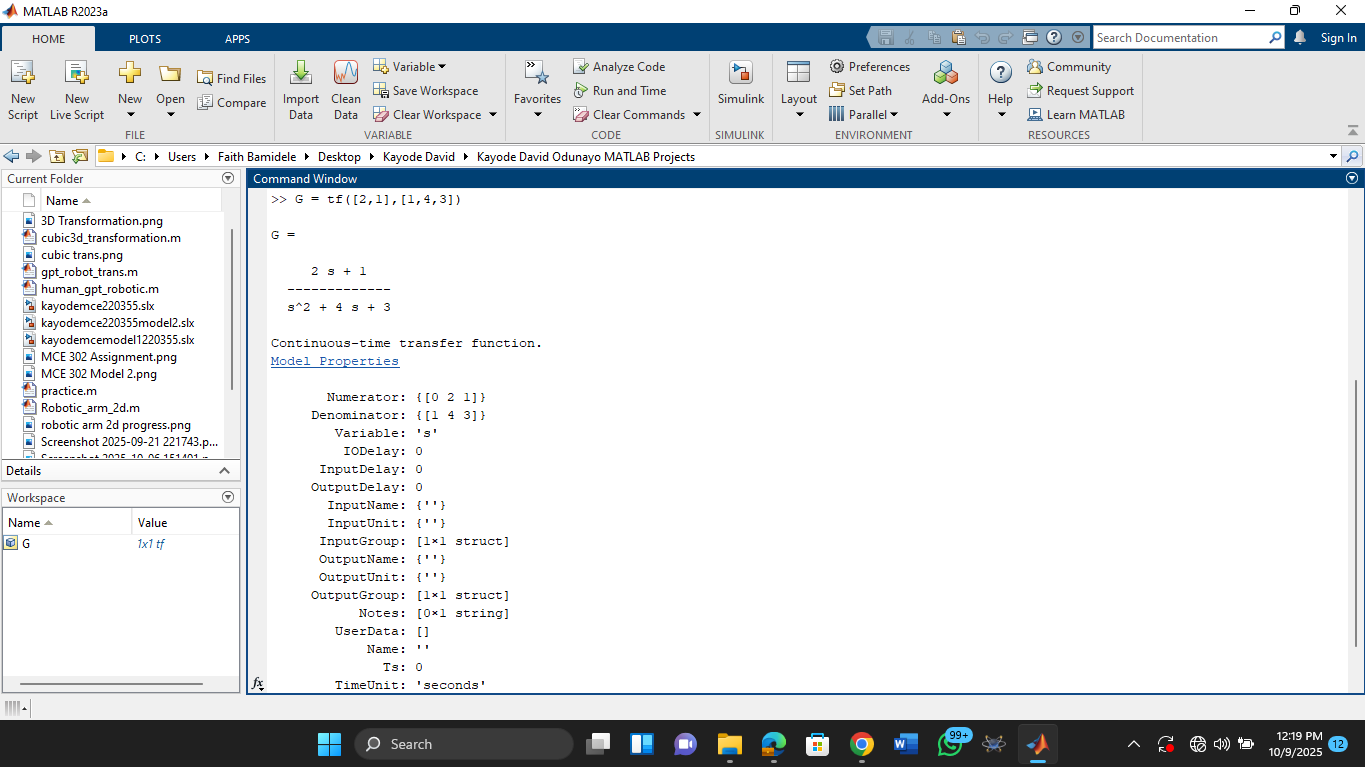 MATLAB R2023a
HOME PLOTS APPS
Search Documentation
Sign In
New Script
New Live Script
New
Open
Find Files
Compare
FILE
Import Data
Clean Data
Variable
Save Workspace
Clear Workspace
VARIABLE
Favorites
Analyze Code
Run and Time
Clear Commands
CODE
Simulink
SIMULINK
Layout
Preferences
Set Path
Parallel
Add-Ons
ENVIRONMENT
Help
Community
Request Support
Learn MATLAB
RESOURCES
C: Users Faith Bamidele Desktop Kayode David Kayode David Odunayo MATLAB Projects
Current Folder
Name
3D Transformation.png
cubic3d_transformation.m
cubic trans.png
gpt_robot_trans.m
human_gpt_robotic.m
kayodemce220355.slx
kayodemce220355model2.slx
kayodemcemodel1220355.slx
MCE 302 Assignment.png
MCE 302 Model 2.png
practice.m
Robotic_arm_2d.m
robotic arm 2d progress.png
Screenshot 2025-09-21 221743.p...
Details
Workspace
Name Value
G 1x1 tf
Command Window
>> G = tf([2,1],[1,4,3])
G =
2 s + 1
-------------
s^2 + 4 s + 3
Continuous-time transfer function.
Model Properties
Numerator: {[0 2 1]}
Denominator: {[1 4 3]}
Variable: 's'
IODelay: 0
InputDelay: 0
OutputDelay: 0
InputName: {''}
InputUnit: {''}
InputGroup: [1×1 struct]
OutputName: {''}
OutputUnit: {''}
OutputGroup: [1×1 struct]
Notes: [0×1 string]
UserData: []
Name: ''
Ts: 0
TimeUnit: 'seconds'
fx
Search
99+
12:19 PM
10/9/2025
12